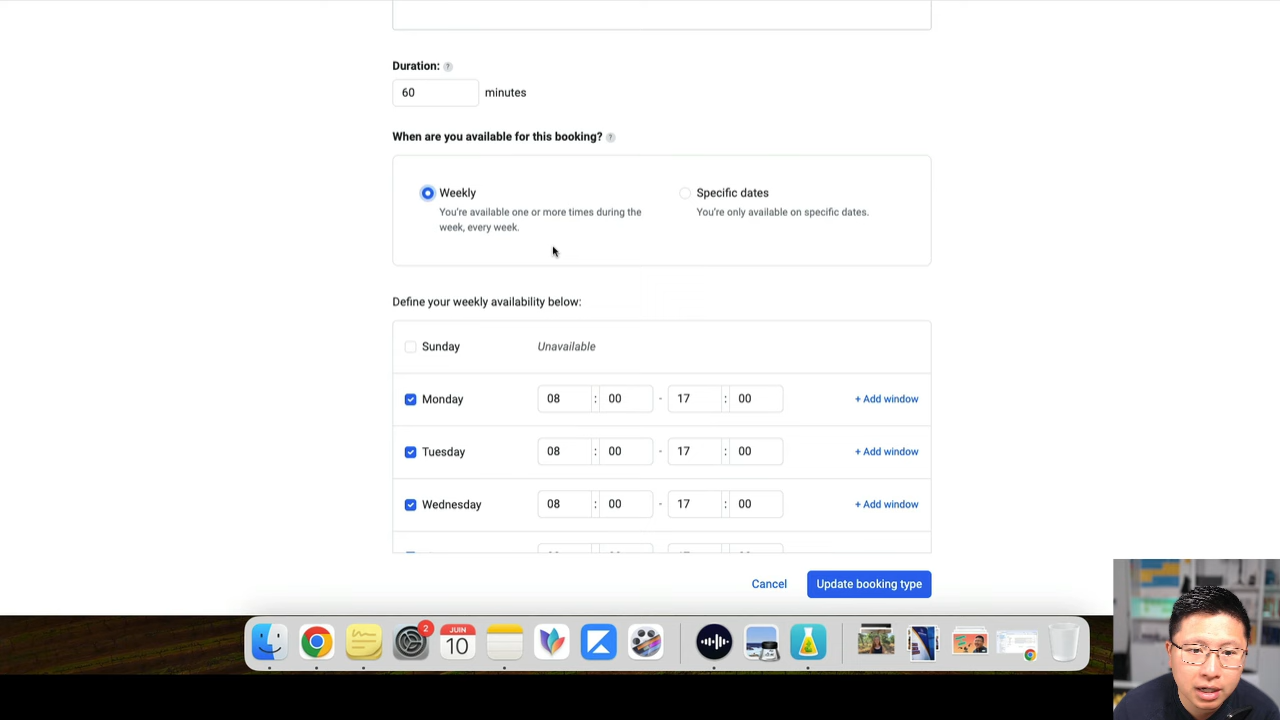 Duration: ?
60 minutes
When are you available for this booking? ?
Weekly
You're available one or more times during the
week, every week.
Specific dates
You're only available on specific dates.
Define your weekly availability below:
Sunday Unavailable
Monday 08 : 00 - 17 : 00 + Add window
Tuesday 08 : 00 - 17 : 00 + Add window
Wednesday 08 : 00 - 17 : 00 + Add window
Cancel Update booking type
2
JUIN
10